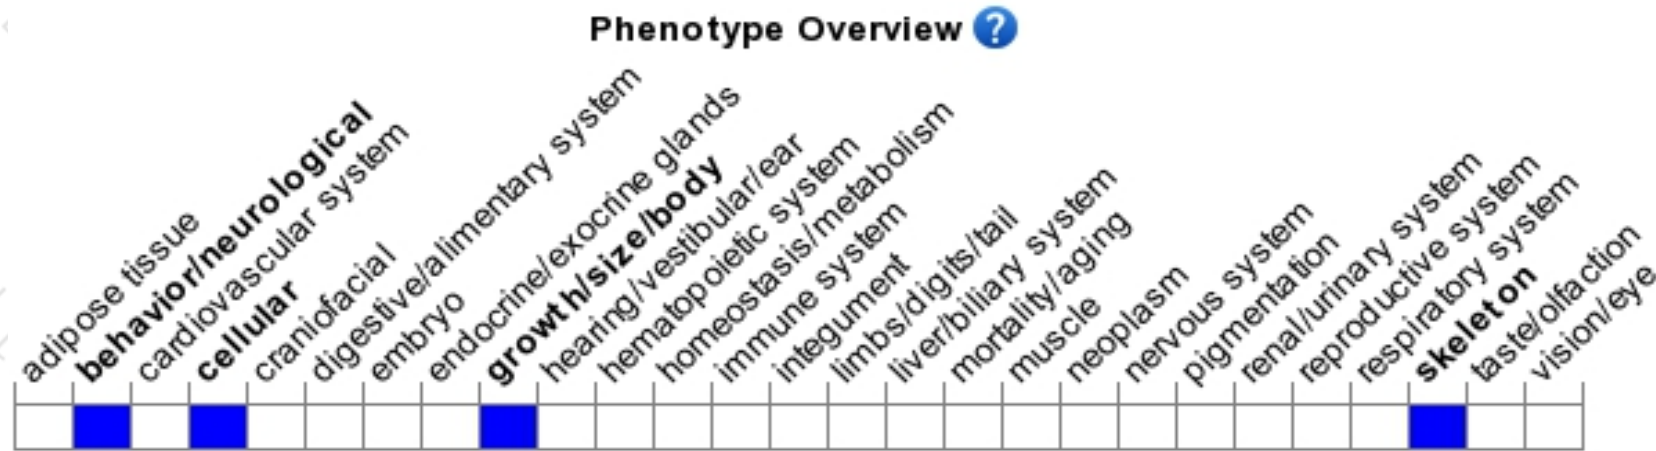 Phenotype Overview ?
adipose tissue
behavior/neurological
cardiovascular system
cellular
craniofacial
digestive/alimentary system
embryo
endocrine/exocrine glands
growth/size/body
hearing/vestibular/ear
hematopoietic system
homeostasis/metabolism
immune system
integument
limbs/digits/tail
liver/biliary system
mortality/aging
muscle
neoplasm
nervous system
pigmentation
renal/urinary system
reproductive system
respiratory system
skeleton
taste/olfaction
vision/eye